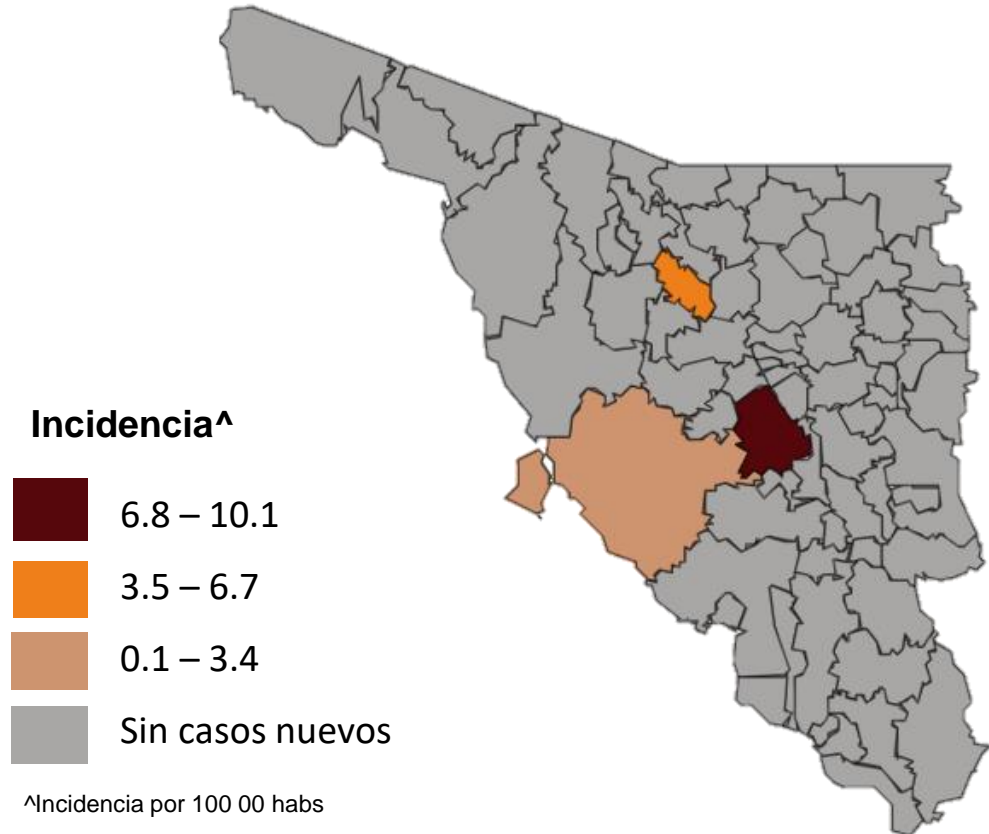 Incidencia^
6.8 – 10.1
3.5 – 6.7
0.1 – 3.4
Sin casos nuevos
^Incidencia por 100 00 habs